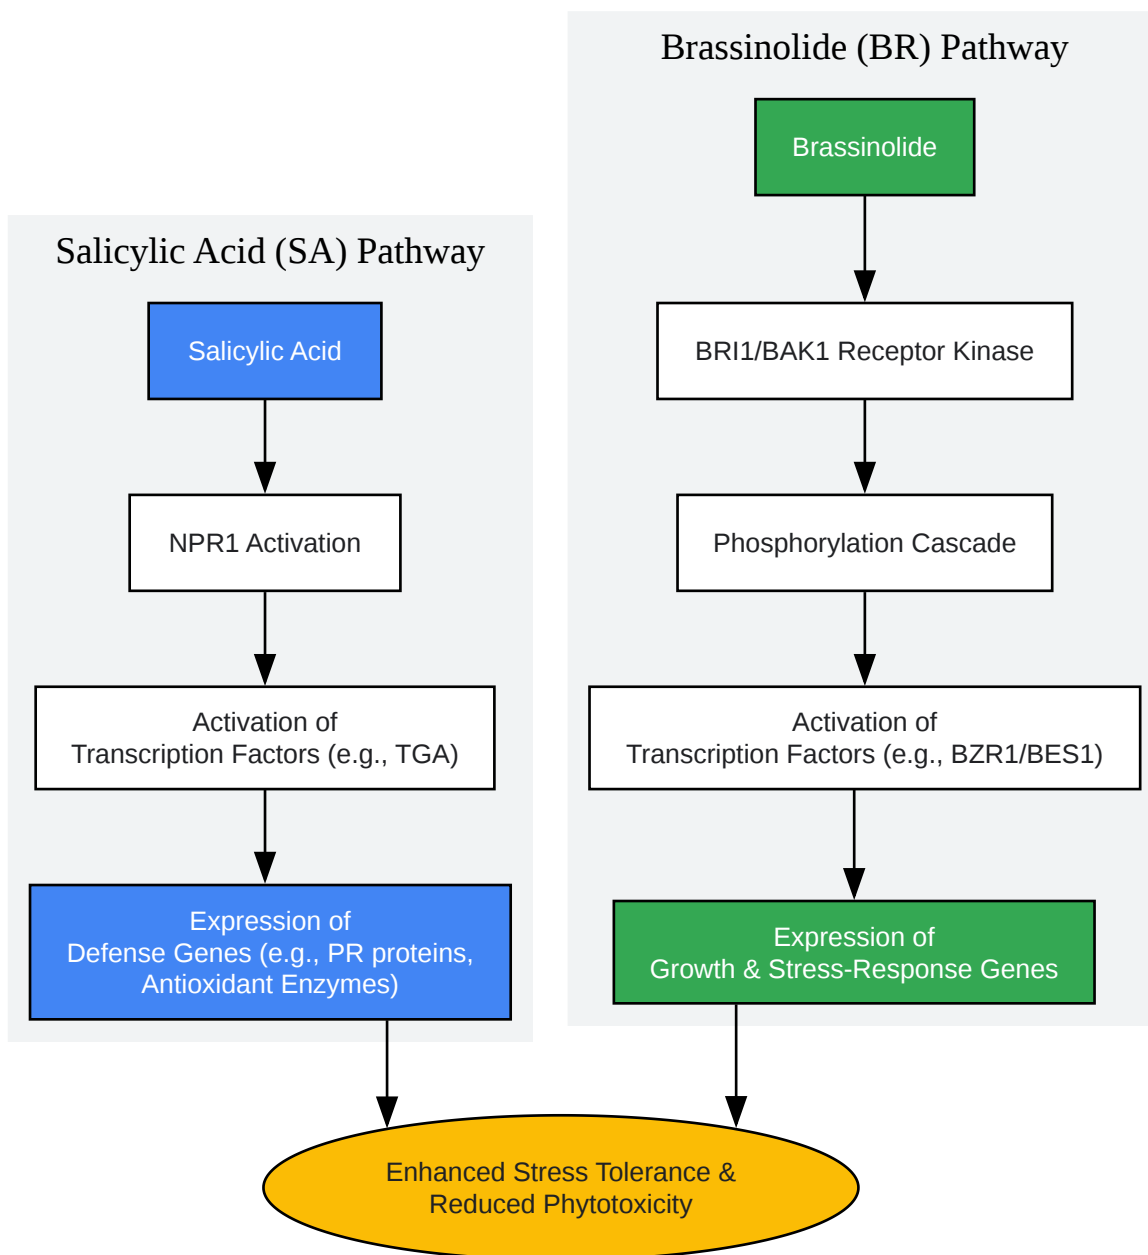 Salicylic Acid (SA) Pathway
Salicylic Acid
NPR1 Activation
Activation of
Transcription Factors (e.g., TGA)
Expression of
Defense Genes (e.g., PR proteins,
Antioxidant Enzymes)
Brassinolide (BR) Pathway
Brassinolide
BRI1/BAK1 Receptor Kinase
Phosphorylation Cascade
Activation of
Transcription Factors (e.g., BZR1/BES1)
Expression of
Growth & Stress-Response Genes
Enhanced Stress Tolerance &
Reduced Phytotoxicity